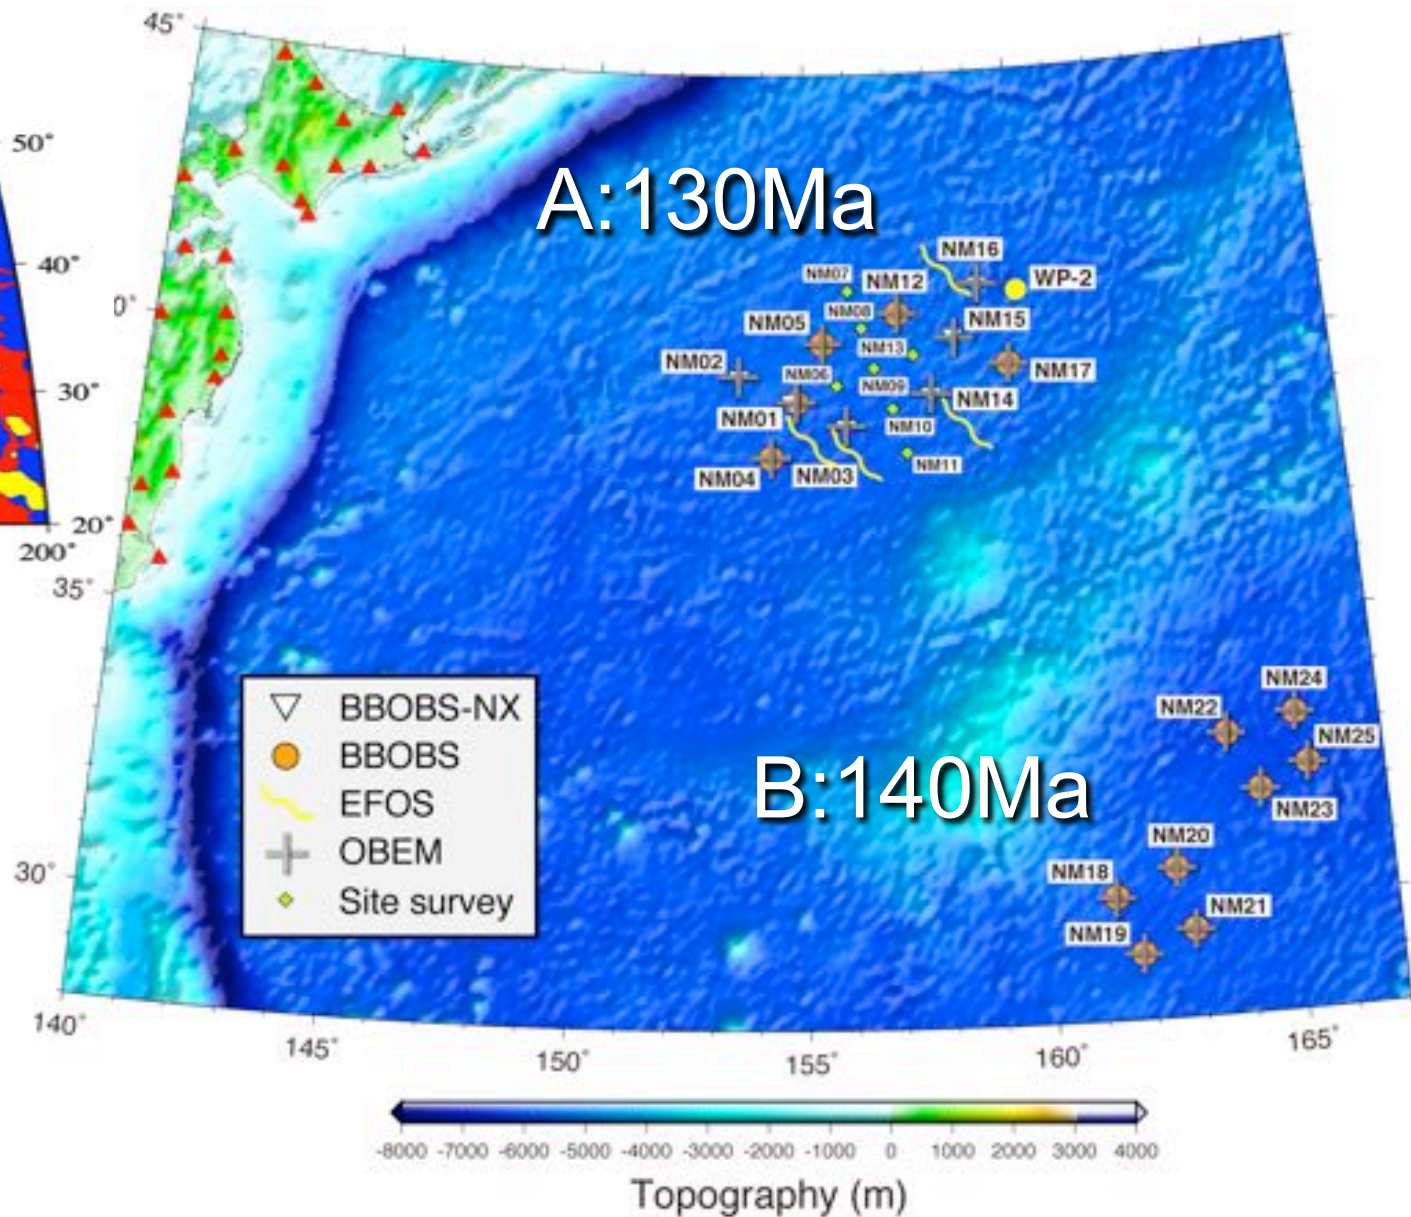 45°
50°
40°
0°
30°
20°
200°
35°
30°
140°
145°
150°
155°
160°
165°
A:130Ma
NM16
WP-2
NM07
NM12
NM08
NM15
NM05
NM13
NM02
NM17
NM06
NM09
NM14
NM01
NM10
NM11
NM04
NM03
NM24
NM22
NM25
B:140Ma
NM23
NM20
NM18
NM21
NM19
BBOBS-NX
BBOBS
EFOS
OBEM
Site survey
-8000 -7000 -6000 -5000 -4000 -3000 -2000 -1000 0 1000 2000 3000 4000
Topography (m)